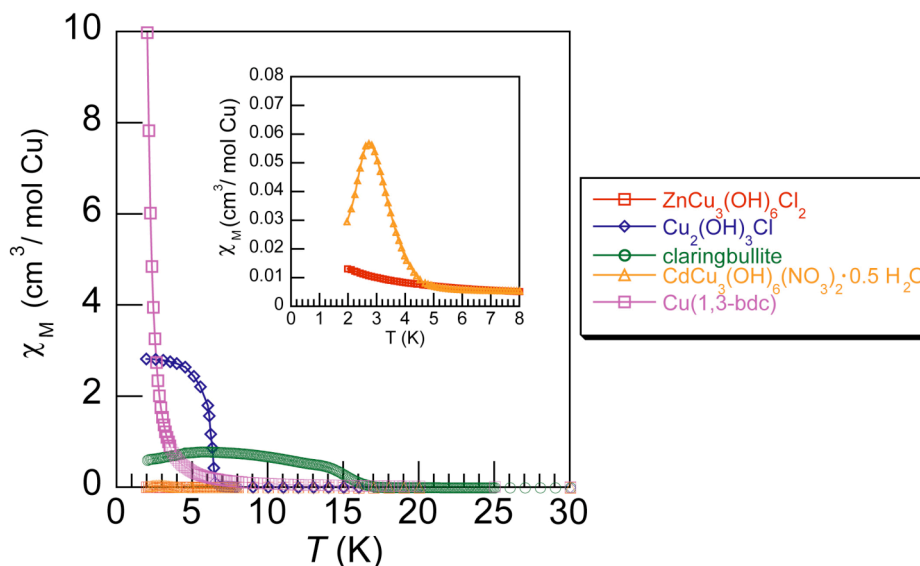 10
8
6
4
2
0
χM (cm³/ mol Cu)
0 5 10 15 20 25 30
T (K)
0.08
0.07
0.06
0.05
0.04
0.03
0.02
0.01
0
χM (cm³/ mol Cu)
0 1 2 3 4 5 6 7 8
T (K)
ZnCu₃(OH)₆Cl₂
Cu₂(OH)₃Cl
claringbullite
CdCu₃(OH)₆(NO₃)₂·0.5 H₂O
Cu(1,3-bdc)